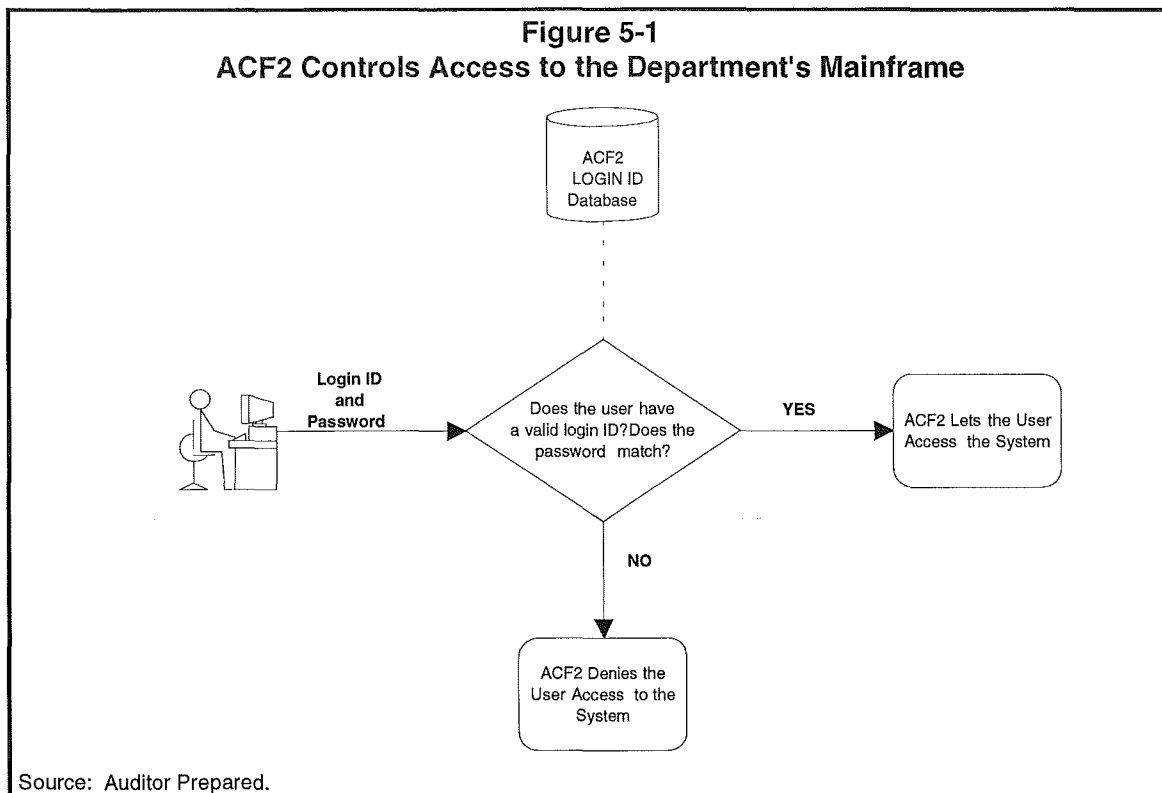 Figure 5-1
ACF2 Controls Access to the Department's Mainframe
ACF2
LOGIN ID
Database
Login ID
and
Password
Does the user have
a valid login ID?Does the
password match?
YES
ACF2 Lets the User
Access the System
NO
ACF2 Denies the
User Access to the
System
Source: Auditor Prepared.